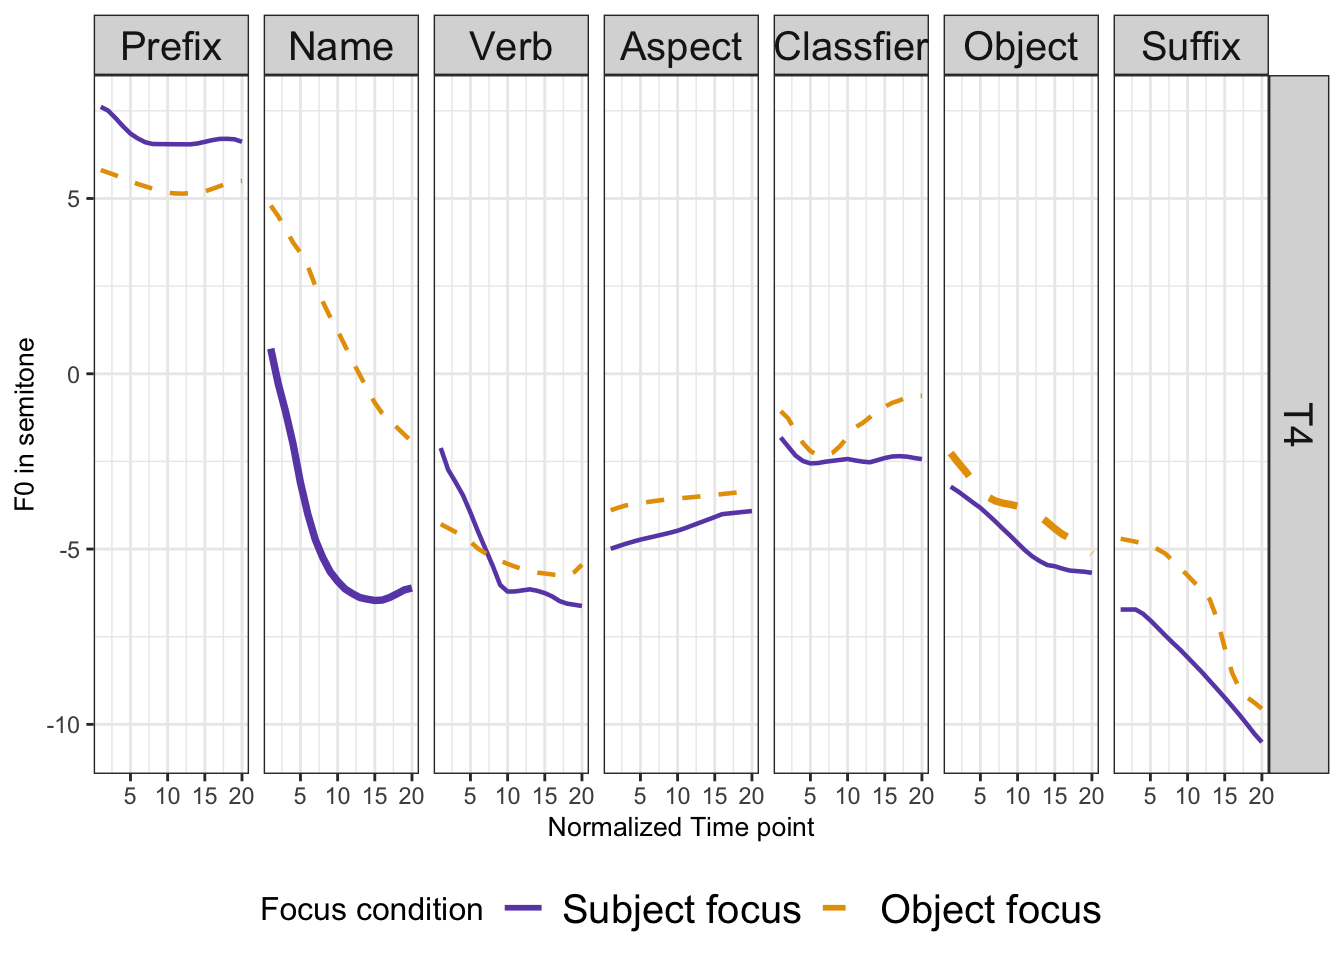 Prefix Name Verb Aspect Classfier Object Suffix
T4
F0 in semitone
5
0
-5
-10
5 10 15 20 5 10 15 20 5 10 15 20 5 10 15 20 5 10 15 20 5 10 15 20 5 10 15 20
Normalized Time point
Focus condition Subject focus Object focus